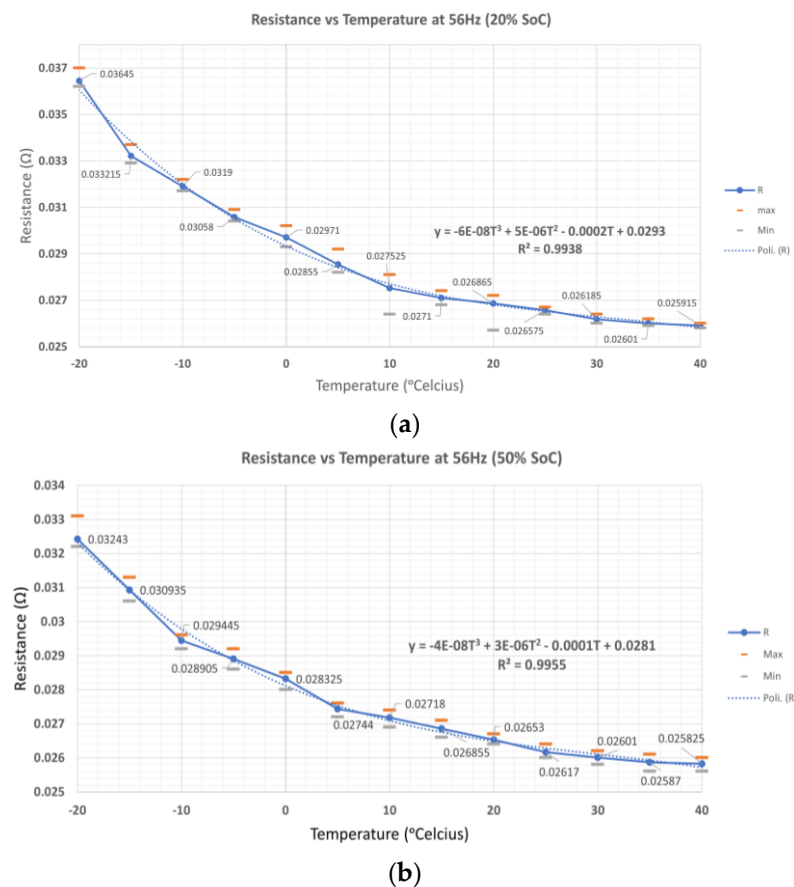 Resistance vs Temperature at 56Hz (20% SoC)
0.037
0.035
0.033
0.031
0.029
0.027
0.025
Resistance (Ω)
0.03645
0.033215
0.0319
0.03058
0.02971
0.02855
0.027525
0.0271
0.026865
0.026575
0.026185
0.02601
0.025915
y = -6E-08T³ + 5E-06T² - 0.0002T + 0.0293
R² = 0.9938
R
max
Min
Poli. (R)
-20
-10
0
10
20
30
40
Temperature (ºCelcius)
(a)
Resistance vs Temperature at 56Hz (50% SoC)
0.034
0.033
0.032
0.031
0.03
0.029
0.028
0.027
0.026
0.025
Resistance (Ω)
0.03243
0.030935
0.029445
0.028905
0.028325
0.02744
0.02718
0.026855
0.02653
0.02617
0.02601
0.02587
0.025825
y = -4E-08T³ + 3E-06T² - 0.0001T + 0.0281
R² = 0.9955
R
Max
Min
Poli. (R
-20
-10
0
10
20
30
40
Temperature (ºCelcius)
(b)